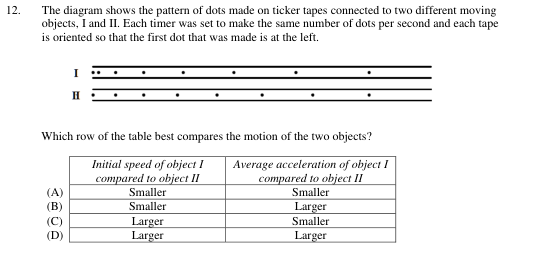 12. The diagram shows the pattern of dots made on ticker tapes connected to two different moving
objects, I and II. Each timer was set to make the same number of dots per second and each tape
is oriented so that the first dot that was made is at the left.
I
II
Which row of the table best compares the motion of the two objects?
Initial speed of object I compared to object II | Average acceleration of object I compared to object II
(A) Smaller Smaller
(B) Smaller Larger
(C) Larger Smaller
(D) Larger Larger